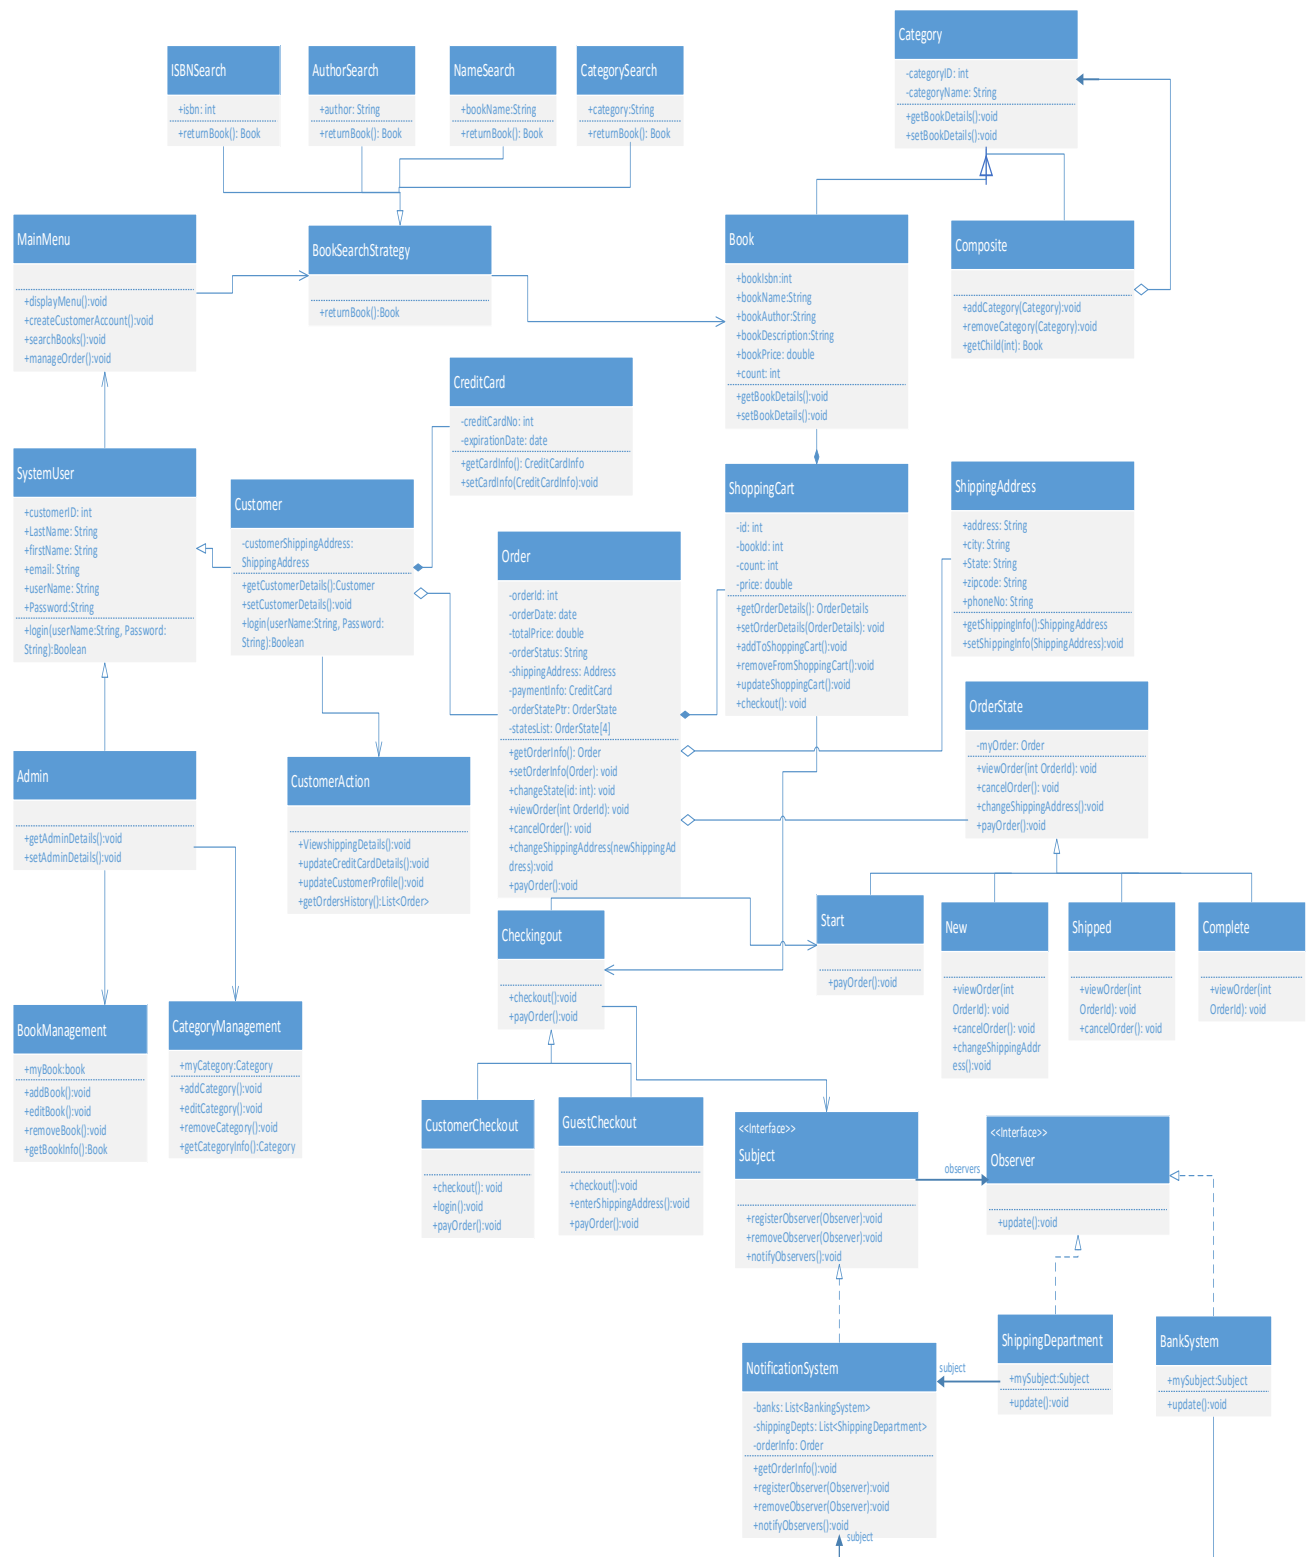 Category
-categoryID: int
-categoryName: String
+getBookDetails():void
+setBookDetails():void
ISBNSearch
+isbn: int
+returnBook(): Book
AuthorSearch
+author: String
+returnBook(): Book
NameSearch
+bookName:String
+returnBook(): Book
CategorySearch
+category:String
+returnBook(): Book
MainMenu
+displayMenu():void
+createCustomerAccount():void
+searchBooks():void
+manageOrder():void
BookSearchStrategy
+returnBook():Book
Book
+bookIsbn:int
+bookName:String
+bookAuthor:String
+bookDescription:String
+bookPrice: double
+count: int
+getBookDetails():void
+setBookDetails():void
Composite
+addCategory(Category):void
+removeCategory(Category):void
+getChild(int): Book
CreditCard
-creditCardNo: int
-expirationDate: date
+getCardInfo(): CreditCardInfo
+setCardInfo(CreditCardInfo):void
SystemUser
+customerID: int
+LastName: String
+firstName: String
+email: String
+userName: String
+Password:String
+login(userName:String, Password:
String):Boolean
Customer
-customerShippingAddress:
ShippingAddress
+getCustomerDetails():Customer
+setCustomerDetails():void
+login(userName:String, Password:
String):Boolean
Order
-orderId: int
-orderDate: date
-totalPrice: double
-orderStatus: String
-shippingAddress: Address
-paymentInfo: CreditCard
-orderStatePtr: OrderState
-statesList: OrderState[4]
+getOrderInfo(): Order
+setOrderInfo(Order): void
+changeState(id: int): void
+viewOrder(int OrderId): void
+cancelOrder(): void
+changeShippingAddress(newShippingAd
dress):void
+payOrder():void
ShoppingCart
-id: int
-bookId: int
-count: int
-price: double
+getOrderDetails(): OrderDetails
+setOrderDetails(OrderDetails): void
+addToShoppingCart():void
+removeFromShoppingCart():void
+updateShoppingCart():void
+checkout(): void
ShippingAddress
+address: String
+city: String
+State: String
+zipcode: String
+phoneNo: String
+getShippingInfo():ShippingAddress
+setShippingInfo(ShippingAddress):void
OrderState
-myOrder: Order
+viewOrder(int OrderId): void
+cancelOrder(): void
+changeShippingAddress():void
+payOrder():void
Admin
+getAdminDetails():void
+setAdminDetails():void
CustomerAction
+ViewshippingDetails():void
+updateCreditCardDetails():void
+updateCustomerProfile():void
+getOrdersHistory():List<Order>
Checkingout
+checkout():void
+payOrder():void
Start
+payOrder():void
New
+viewOrder(int
OrderId): void
+cancelOrder(): void
+changeShippingAddr
ess():void
Shipped
+viewOrder(int
OrderId): void
+cancelOrder(): void
Complete
+viewOrder(int
OrderId): void
BookManagement
+myBook:book
+addBook():void
+editBook():void
+removeBook():void
+getBookInfo():Book
CategoryManagement
+myCategory:Category
+addCategory():void
+editCategory():void
+removeCategory():void
+getCategoryInfo():Category
CustomerCheckout
+checkout(): void
+login():void
+payOrder():void
GuestCheckout
+checkout():void
+enterShippingAddress():void
+payOrder():void
<<Interface>>
Subject
+registerObserver(Observer):void
+removeObserver(Observer):void
+notifyObservers():void
observers
<<Interface>>
Observer
+update():void
NotificationSystem
-banks: List<BankingSystem>
-shippingDepts: List<ShippingDepartment>
-orderInfo: Order
+getOrderInfo():void
+registerObserver(Observer):void
+removeObserver(Observer):void
+notifyObservers():void
subject
subject
ShippingDepartment
+mySubject:Subject
+update():void
BankSystem
+mySubject:Subject
+update():void